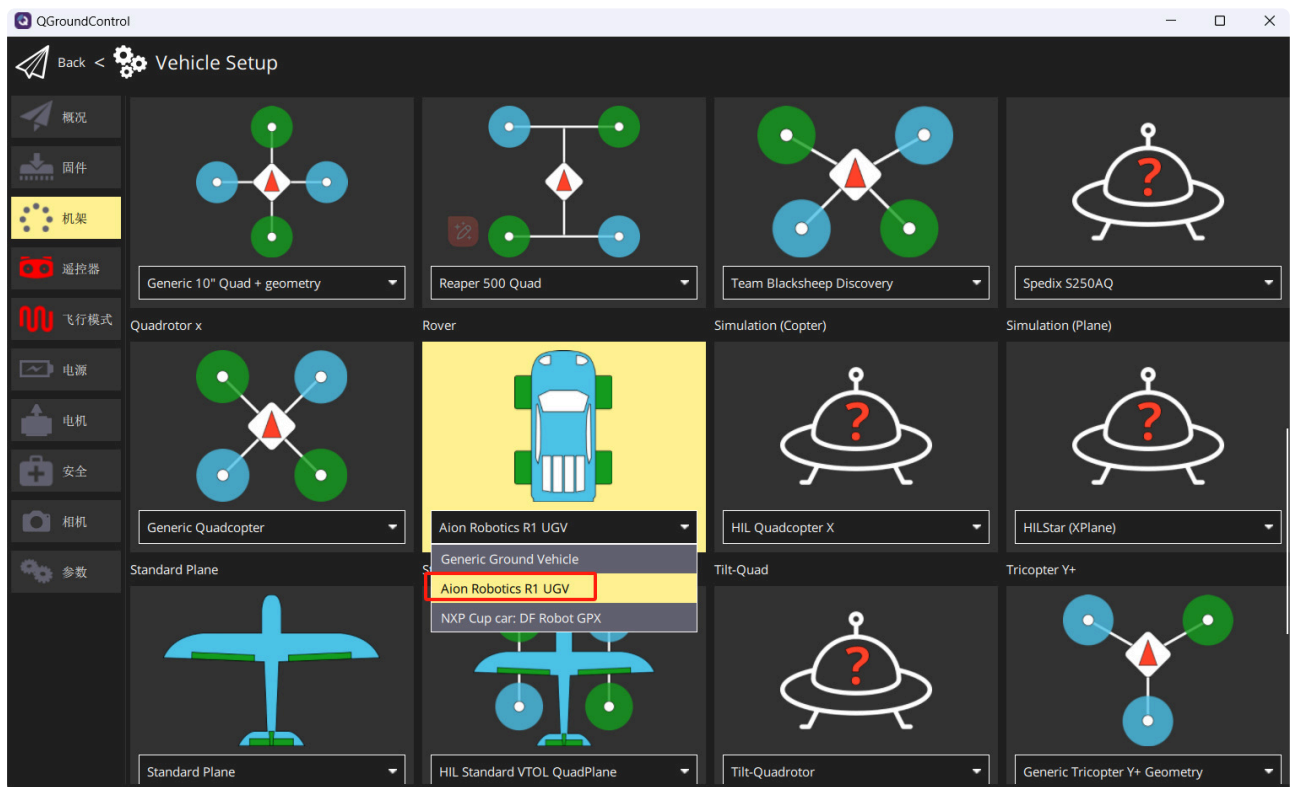 QGroundControl
Back < Vehicle Setup
概况
固件
机架
遥控器
飞行模式
电源
电机
安全
相机
参数
Generic 10" Quad + geometry
Reaper 500 Quad
Team Blacksheep Discovery
Spedix S250AQ
Quadrotor x
Rover
Simulation (Copter)
Simulation (Plane)
?
?
?
Generic Quadcopter
Aion Robotics R1 UGV
HIL Quadcopter X
HILStar (XPlane)
Generic Ground Vehicle
Aion Robotics R1 UGV
NXP Cup car: DF Robot GPX
Standard Plane
Tilt-Quad
Tricopter Y+
?
Standard Plane
HIL Standard VTOL QuadPlane
Tilt-Quadrotor
Generic Tricopter Y+ Geometry